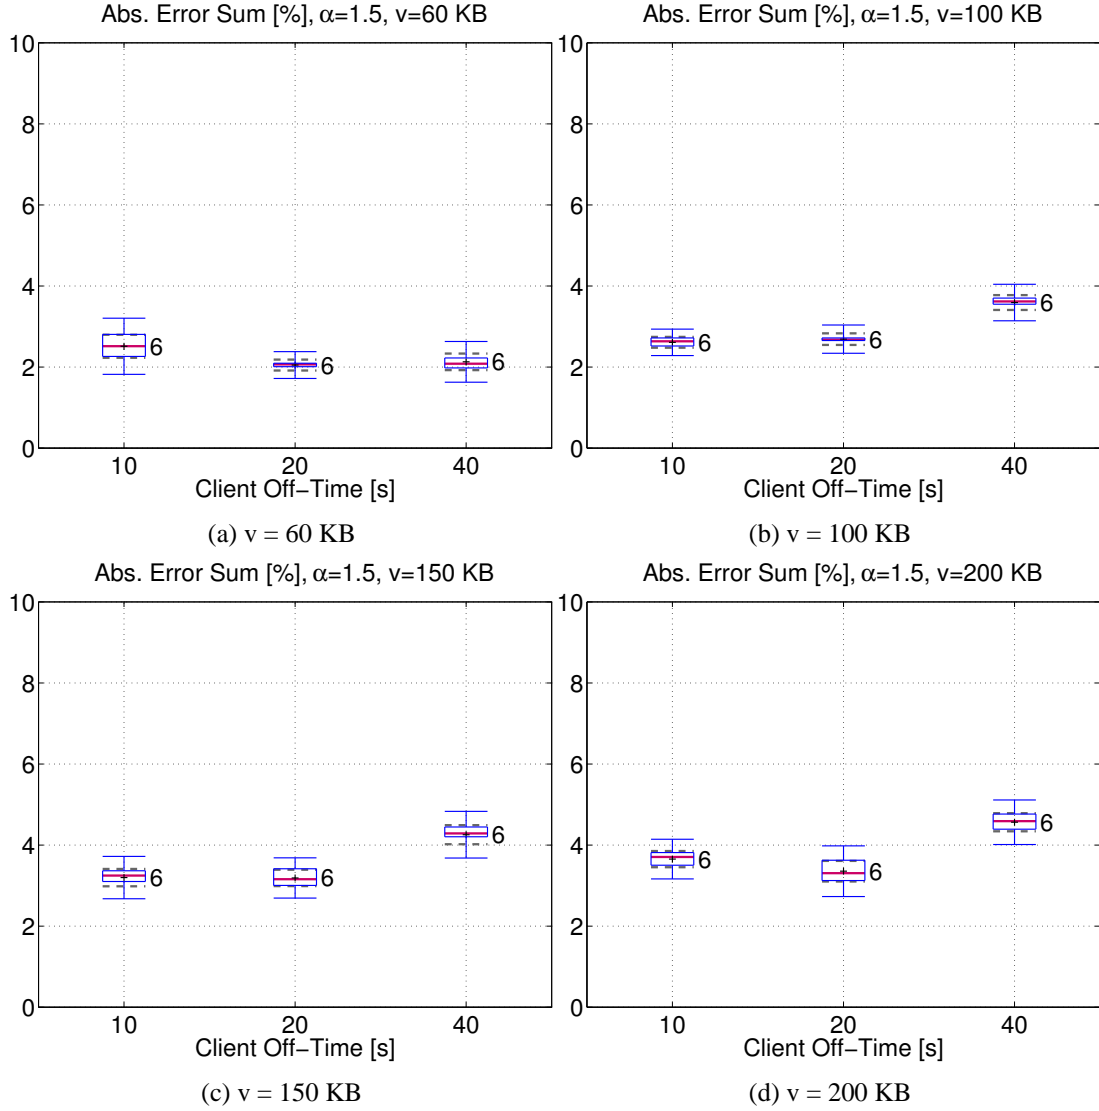 Abs. Error Sum [%], α=1.5, v=60 KB
10
8
6
4
2
0
6
6
6
10 20 40
Client Off−Time [s]
(a) v = 60 KB
Abs. Error Sum [%], α=1.5, v=100 KB
10
8
6
4
2
0
6
6
6
10 20 40
Client Off−Time [s]
(b) v = 100 KB
Abs. Error Sum [%], α=1.5, v=150 KB
10
8
6
4
2
0
6
6
6
10 20 40
Client Off−Time [s]
(c) v = 150 KB
Abs. Error Sum [%], α=1.5, v=200 KB
10
8
6
4
2
0
6
6
6
10 20 40
Client Off−Time [s]
(d) v = 200 KB